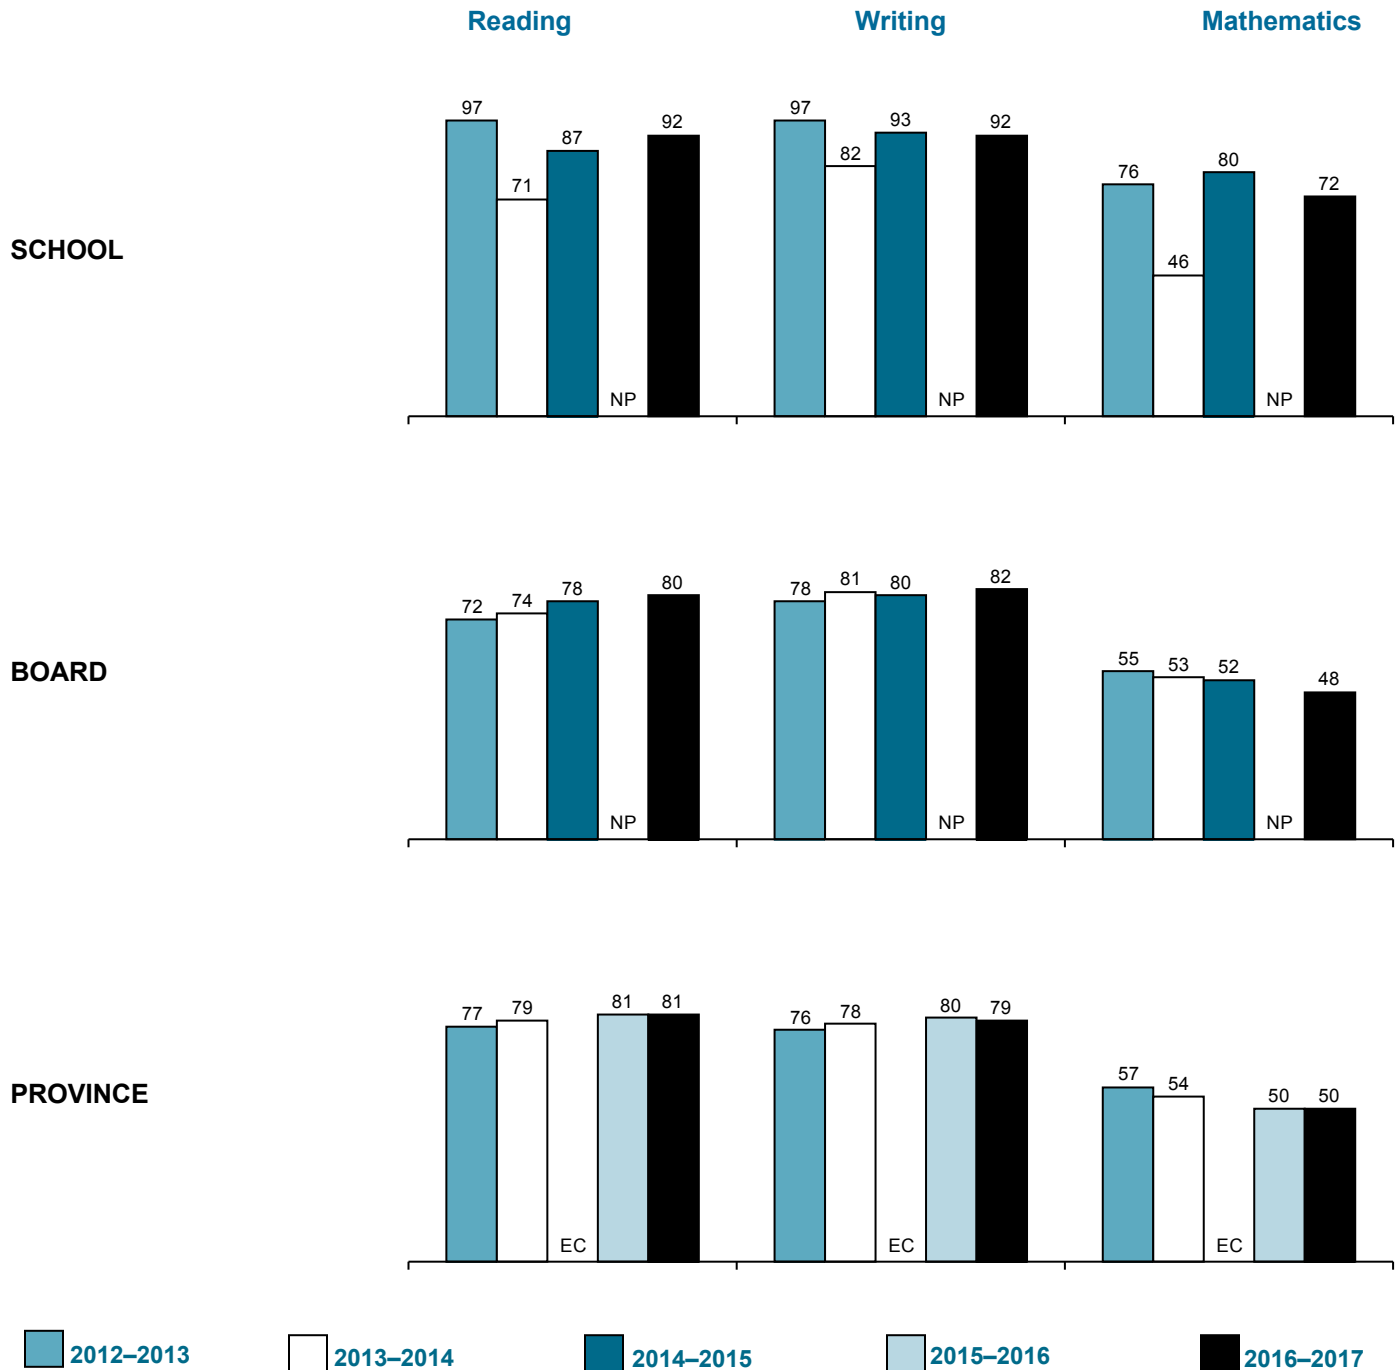 Reading Writing Mathematics
SCHOOL
97 71 87 NP 92 97 82 93 NP 92 76 46 80 NP 72
BOARD
72 74 78 NP 80 78 81 80 NP 82 55 53 52 NP 48
PROVINCE
77 79 EC 81 81 76 78 EC 80 79 57 54 EC 50 50
2012–2013 2013–2014 2014–2015 2015–2016 2016–2017